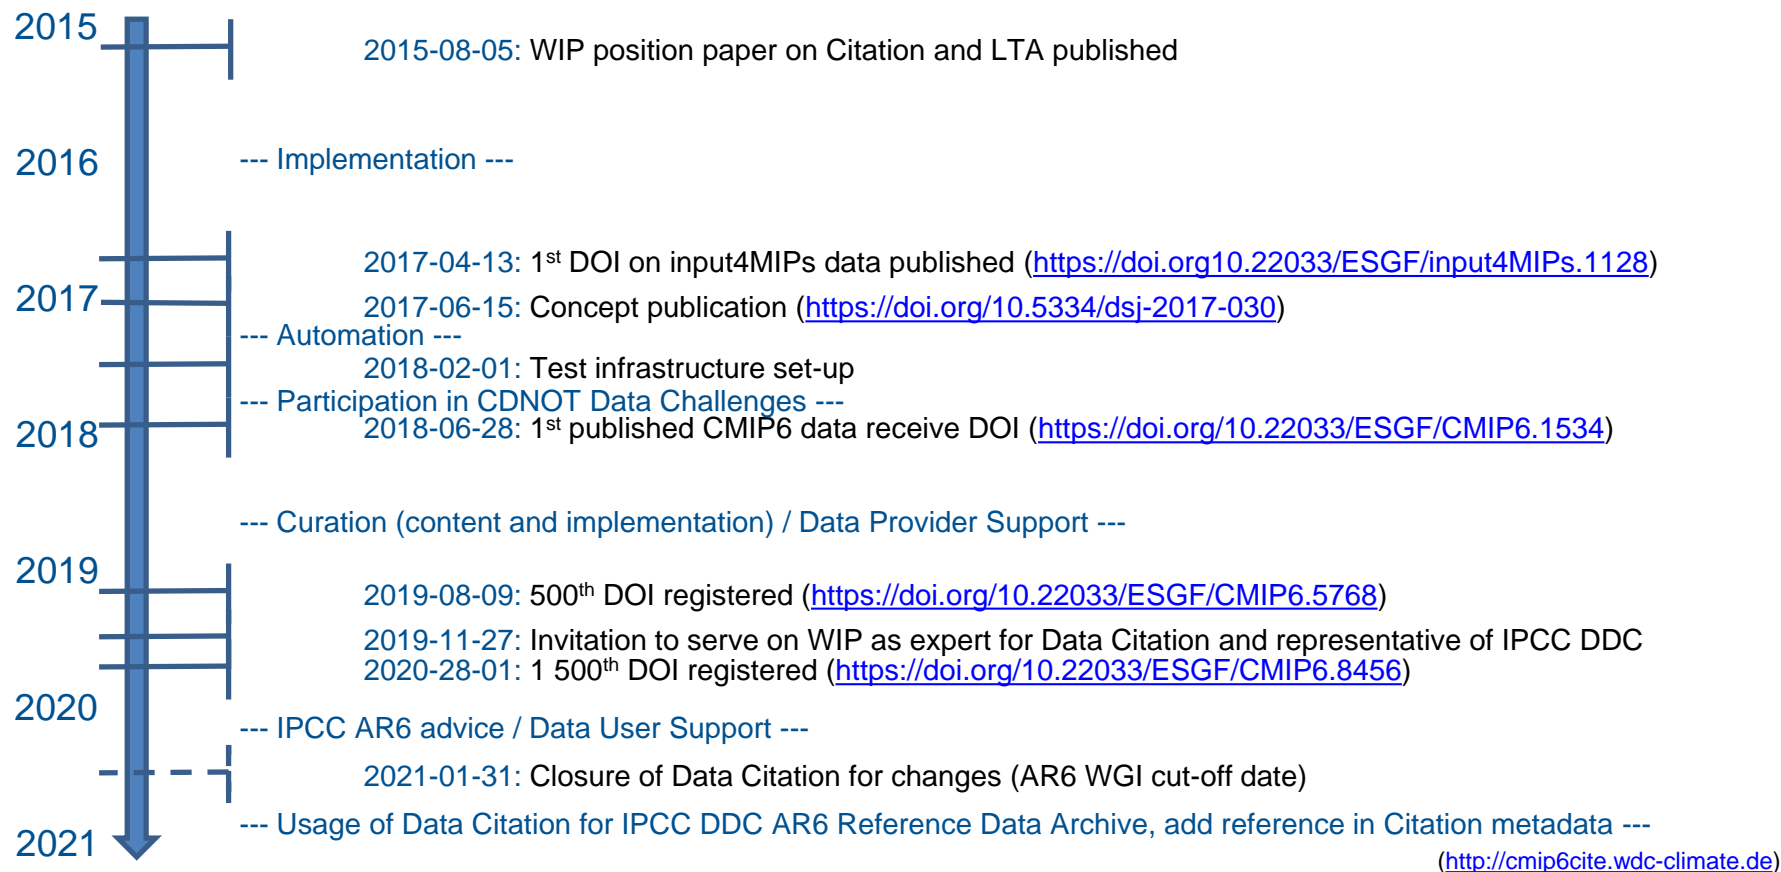 2015
2015-08-05: WIP position paper on Citation and LTA published
2016
--- Implementation ---
2017-04-13: 1st DOI on input4MIPs data published (https://doi.org10.22033/ESGF/input4MIPs.1128)
2017
2017-06-15: Concept publication (https://doi.org/10.5334/dsj-2017-030)
--- Automation ---
2018-02-01: Test infrastructure set-up
--- Participation in CDNOT Data Challenges ---
2018
2018-06-28: 1st published CMIP6 data receive DOI (https://doi.org/10.22033/ESGF/CMIP6.1534)
--- Curation (content and implementation) / Data Provider Support ---
2019
2019-08-09: 500th DOI registered (https://doi.org/10.22033/ESGF/CMIP6.5768)
2019-11-27: Invitation to serve on WIP as expert for Data Citation and representative of IPCC DDC
2020-28-01: 1 500th DOI registered (https://doi.org/10.22033/ESGF/CMIP6.8456)
2020
--- IPCC AR6 advice / Data User Support ---
2021-01-31: Closure of Data Citation for changes (AR6 WGI cut-off date)
--- Usage of Data Citation for IPCC DDC AR6 Reference Data Archive, add reference in Citation metadata ---
2021
(http://cmip6cite.wdc-climate.de)